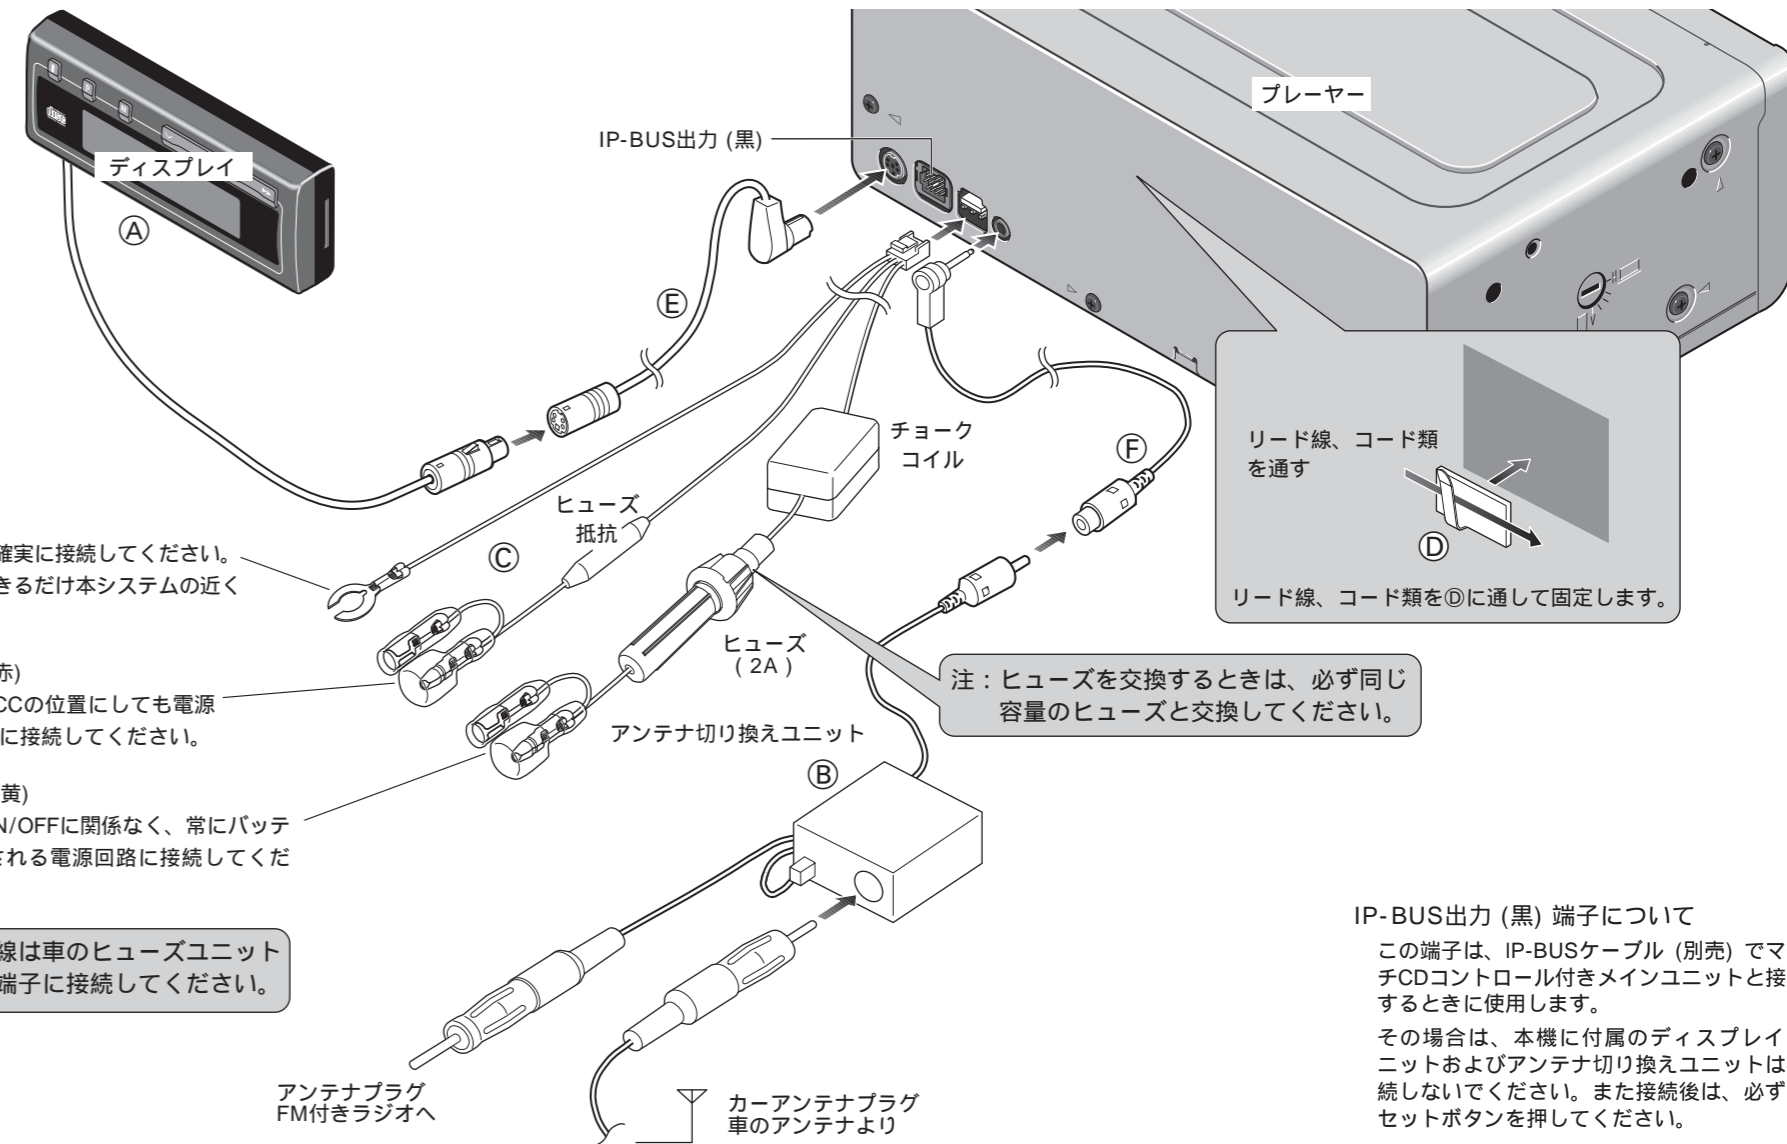 プレーヤー
IP-BUS出力 (黒)
ディスプレイ
Ⓐ
Ⓔ
チョーク
コイル
Ⓕ
リード線、コード類
を通す
Ⓓ
リード線、コード類をⒹに通して固定します。
ヒューズ
抵抗
Ⓒ
確実に接続してください。
きるだけ本システムの近く
ヒューズ
( 2A )
注：ヒューズを交換するときは、必ず同じ
容量のヒューズと交換してください。
赤)
CCの位置にしても電源
に接続してください。
アンテナ切り換えユニット
Ⓑ
黄)
N/OFFに関係なく、常にバッテ
される電源回路に接続してくだ
線は車のヒューズユニット
端子に接続してください。
アンテナプラグ
FM付きラジオへ
カーアンテナプラグ
車のアンテナより
IP-BUS出力 (黒) 端子について
この端子は、IP-BUSケーブル (別売) でマ
チCDコントロール付きメインユニットと接
するときに使用します。
その場合は、本機に付属のディスプレイ
ニットおよびアンテナ切り換えユニットは
続しないでください。また接続後は、必ず
セットボタンを押してください。